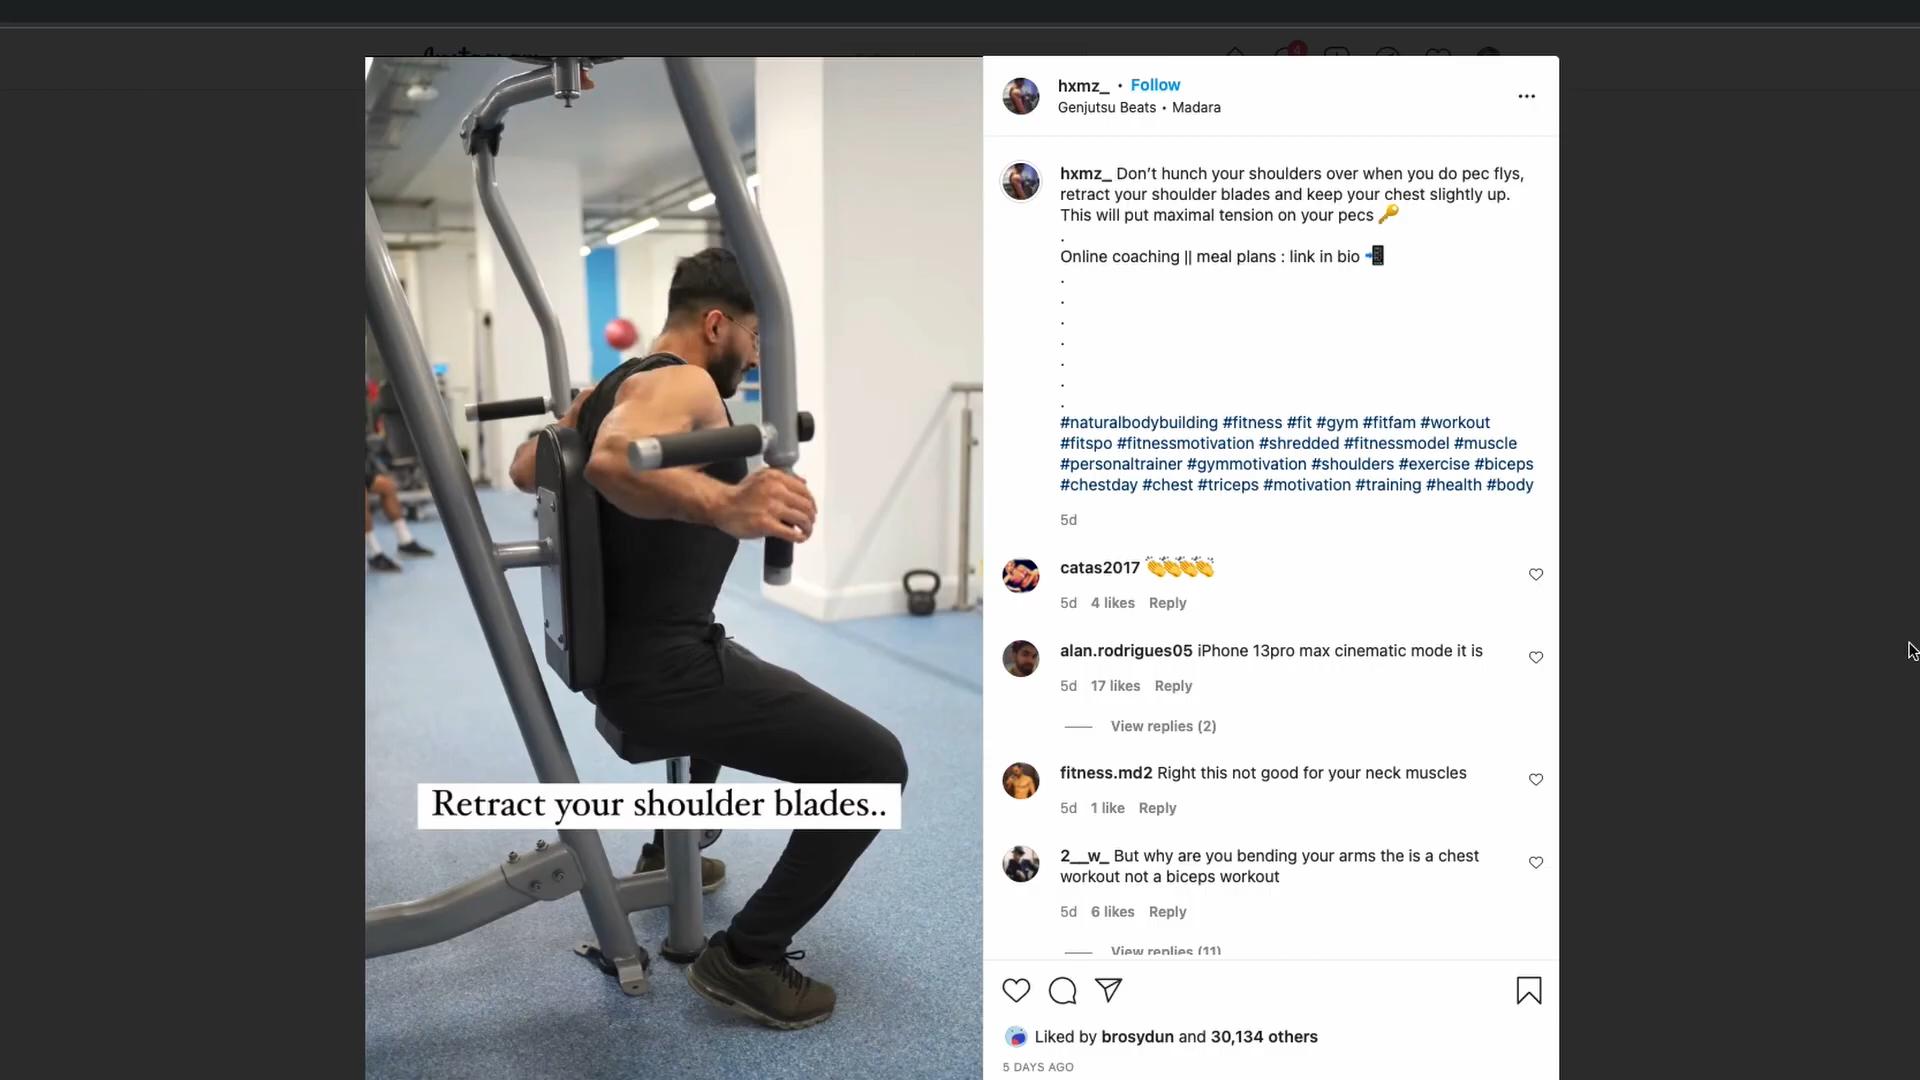 4
hxmz_ • Follow
Genjutsu Beats • Madara
hxmz_ Don't hunch your shoulders over when you do pec flys,
retract your shoulder blades and keep your chest slightly up.
This will put maximal tension on your pecs 🔑
.
Online coaching || meal plans : link in bio 📲
.
.
.
.
.
.
.
#naturalbodybuilding #fitness #fit #gym #fitfam #workout
#fitspo #fitnessmotivation #shredded #fitnessmodel #muscle
#personaltrainer #gymmotivation #shoulders #exercise #biceps
#chestday #chest #triceps #motivation #training #health #body
5d
catas2017 👏👏👏👏
5d 4 likes Reply
alan.rodrigues05 iPhone 13pro max cinematic mode it is
5d 17 likes Reply
View replies (2)
fitness.md2 Right this not good for your neck muscles
5d 1 like Reply
2__w_ But why are you bending your arms the is a chest
workout not a biceps workout
5d 6 likes Reply
View replies (11)
Liked by brosydun and 30,134 others
5 DAYS AGO
Retract your shoulder blades..